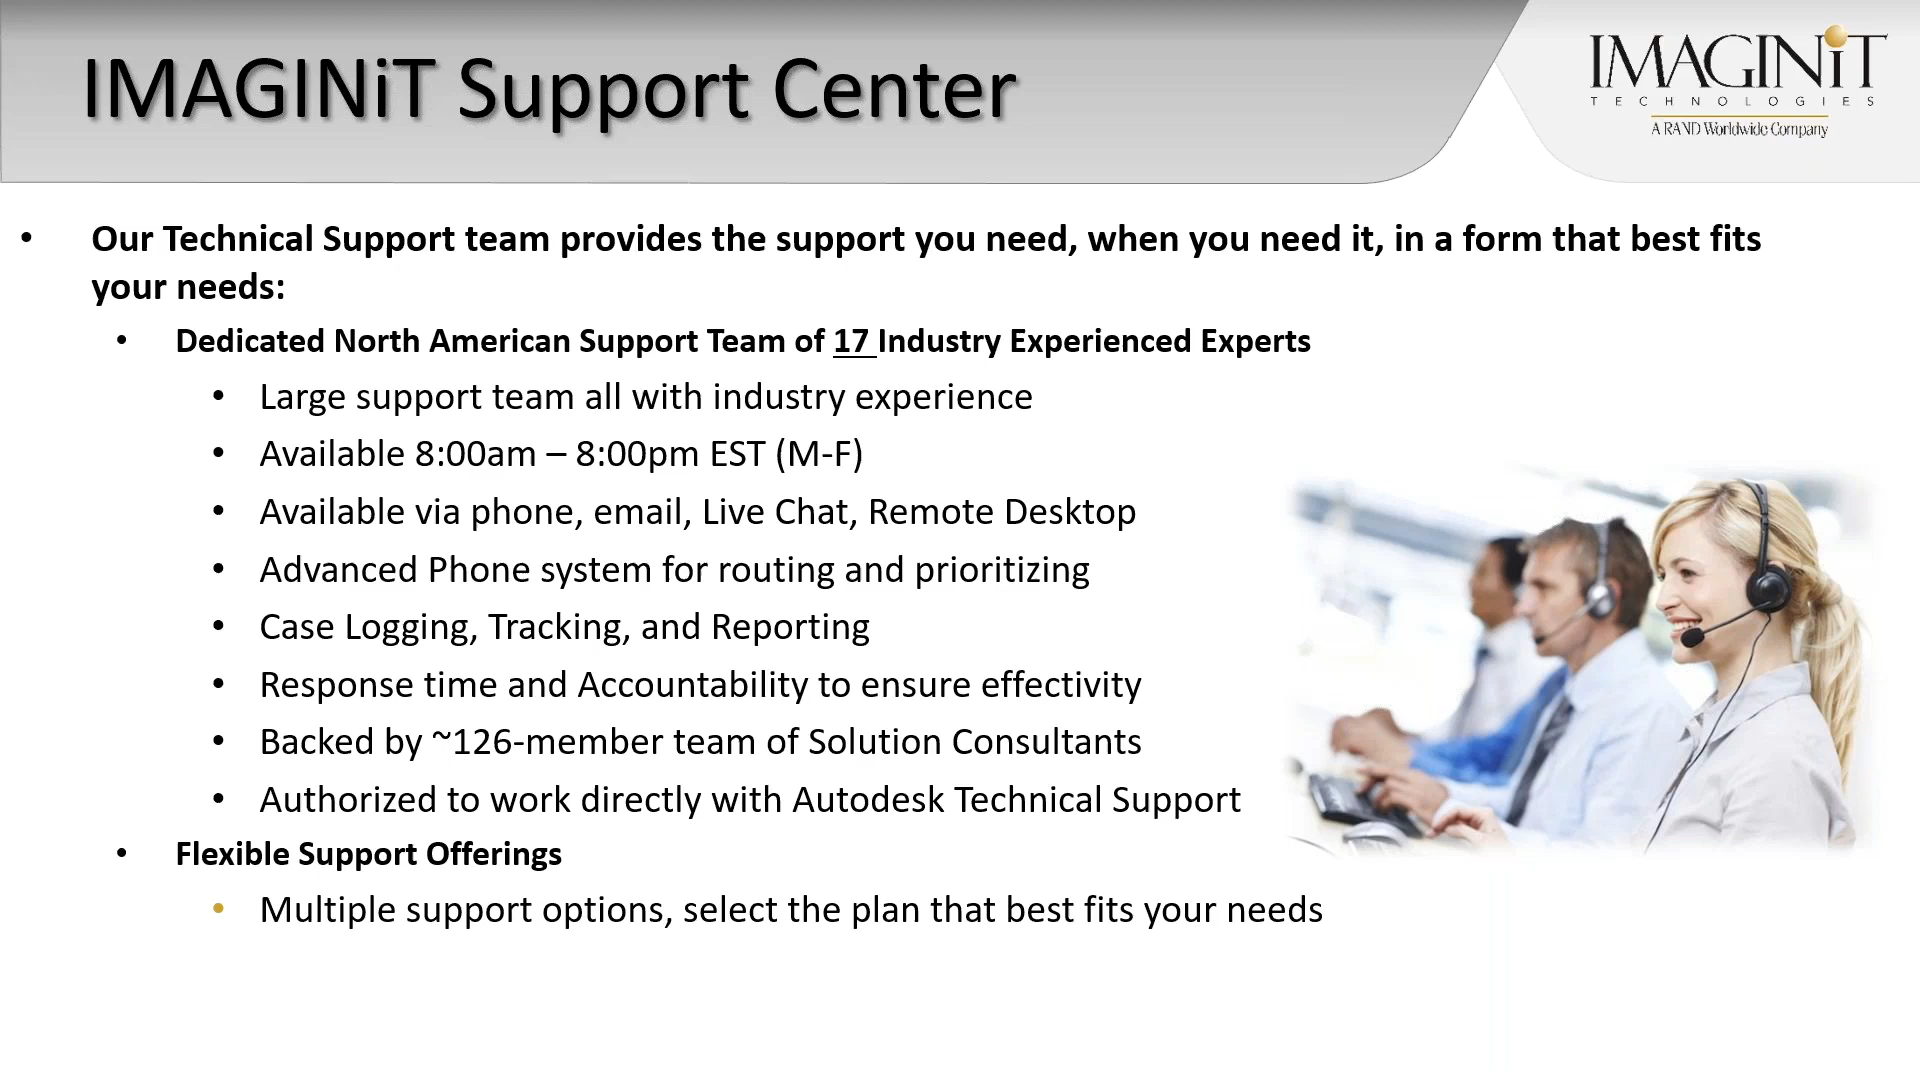 IMAGINiT Support Center
IMAGINiT
TECHNOLOGIES
A RAND Worldwide Company
• Our Technical Support team provides the support you need, when you need it, in a form that best fits
your needs:
• Dedicated North American Support Team of 17 Industry Experienced Experts
• Large support team all with industry experience
• Available 8:00am – 8:00pm EST (M-F)
• Available via phone, email, Live Chat, Remote Desktop
• Advanced Phone system for routing and prioritizing
• Case Logging, Tracking, and Reporting
• Response time and Accountability to ensure effectivity
• Backed by ~126-member team of Solution Consultants
• Authorized to work directly with Autodesk Technical Support
• Flexible Support Offerings
• Multiple support options, select the plan that best fits your needs